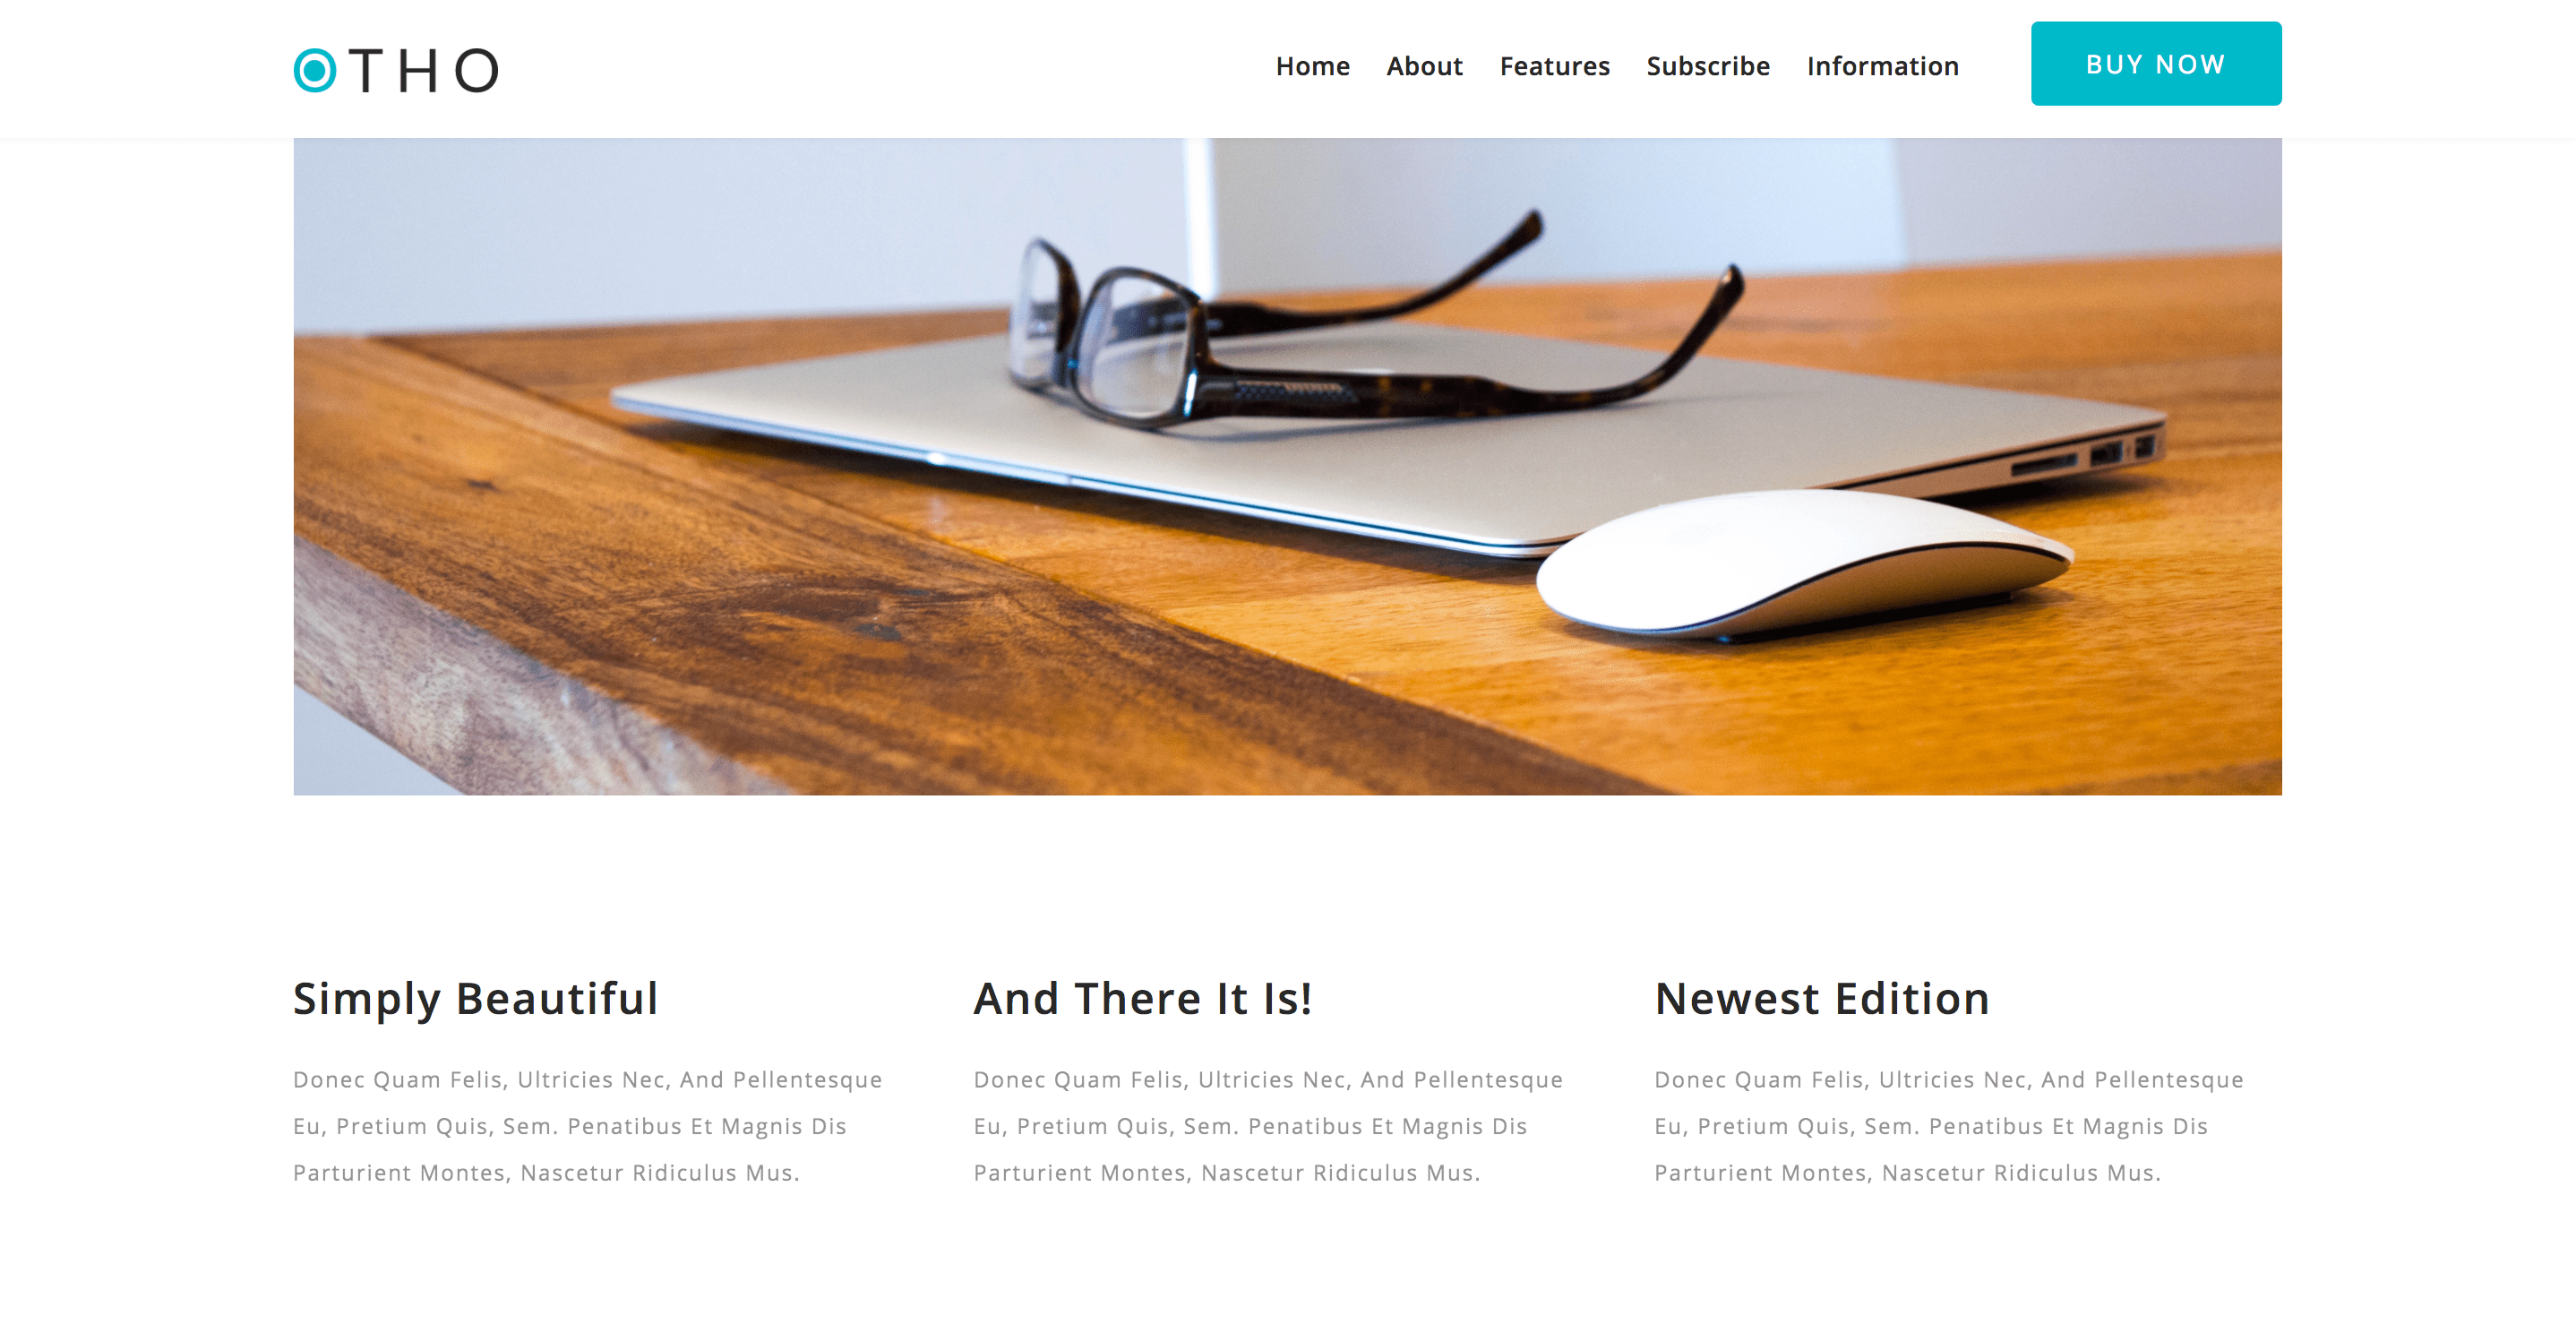 OTHO
Home About Features Subscribe Information BUY NOW
Simply Beautiful
Donec Quam Felis, Ultricies Nec, And Pellentesque
Eu, Pretium Quis, Sem. Penatibus Et Magnis Dis
Parturient Montes, Nascetur Ridiculus Mus.
And There It Is!
Donec Quam Felis, Ultricies Nec, And Pellentesque
Eu, Pretium Quis, Sem. Penatibus Et Magnis Dis
Parturient Montes, Nascetur Ridiculus Mus.
Newest Edition
Donec Quam Felis, Ultricies Nec, And Pellentesque
Eu, Pretium Quis, Sem. Penatibus Et Magnis Dis
Parturient Montes, Nascetur Ridiculus Mus.